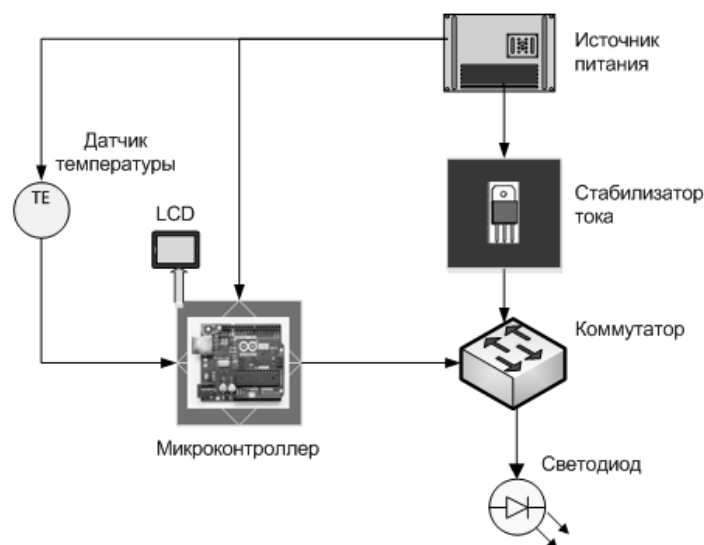 Источник
питания
Датчик
температуры
TE
LCD
Стабилизатор
тока
Коммутатор
Микроконтроллер
Светодиод